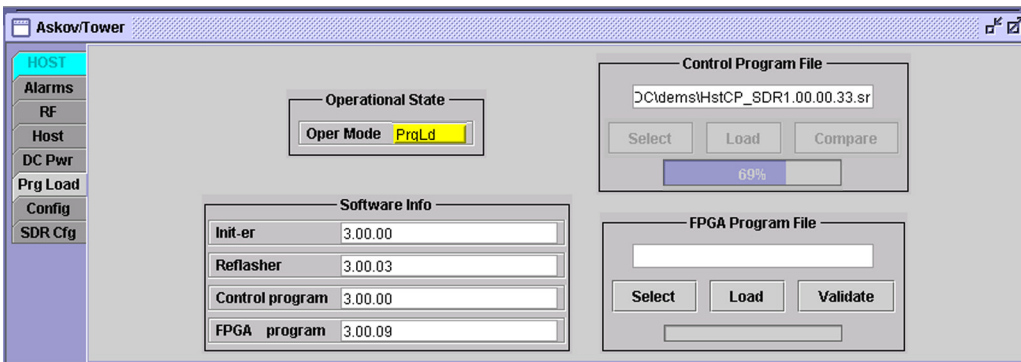 Askov/Tower
HOST
Alarms
RF
Host
DC Pwr
Prg Load
Config
SDR Cfg
Operational State
Oper Mode PrgLd
Software Info
Init-er 3.00.00
Reflasher 3.00.03
Control program 3.00.00
FPGA program 3.00.09
Control Program File
DC\dems\HstCP_SDR1.00.00.33.sr
Select Load Compare
69%
FPGA Program File
Select Load Validate